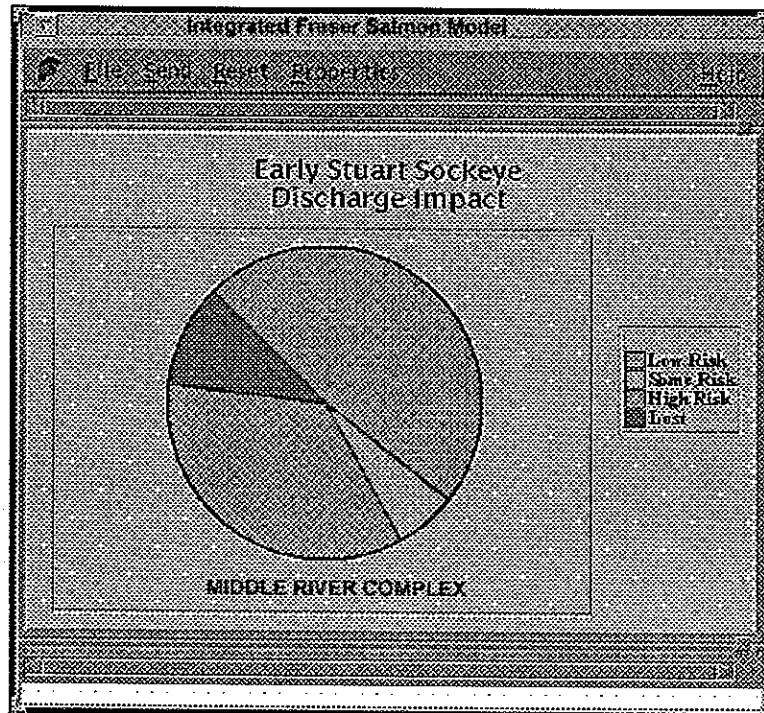 Integrated Fraser Salmon Model
File Send Reset Properties Help
Early Stuart Sockeye
Discharge Impact
Low Risk
Some Risk
High Risk
Lost
MIDDLE RIVER COMPLEX